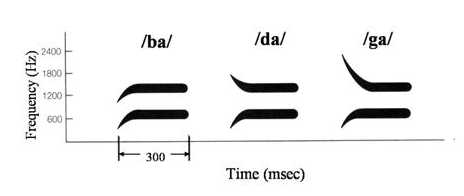 /ba/ /da/ /ga/
Frequency (Hz)
2400
1800
1200
600
300
Time (msec)